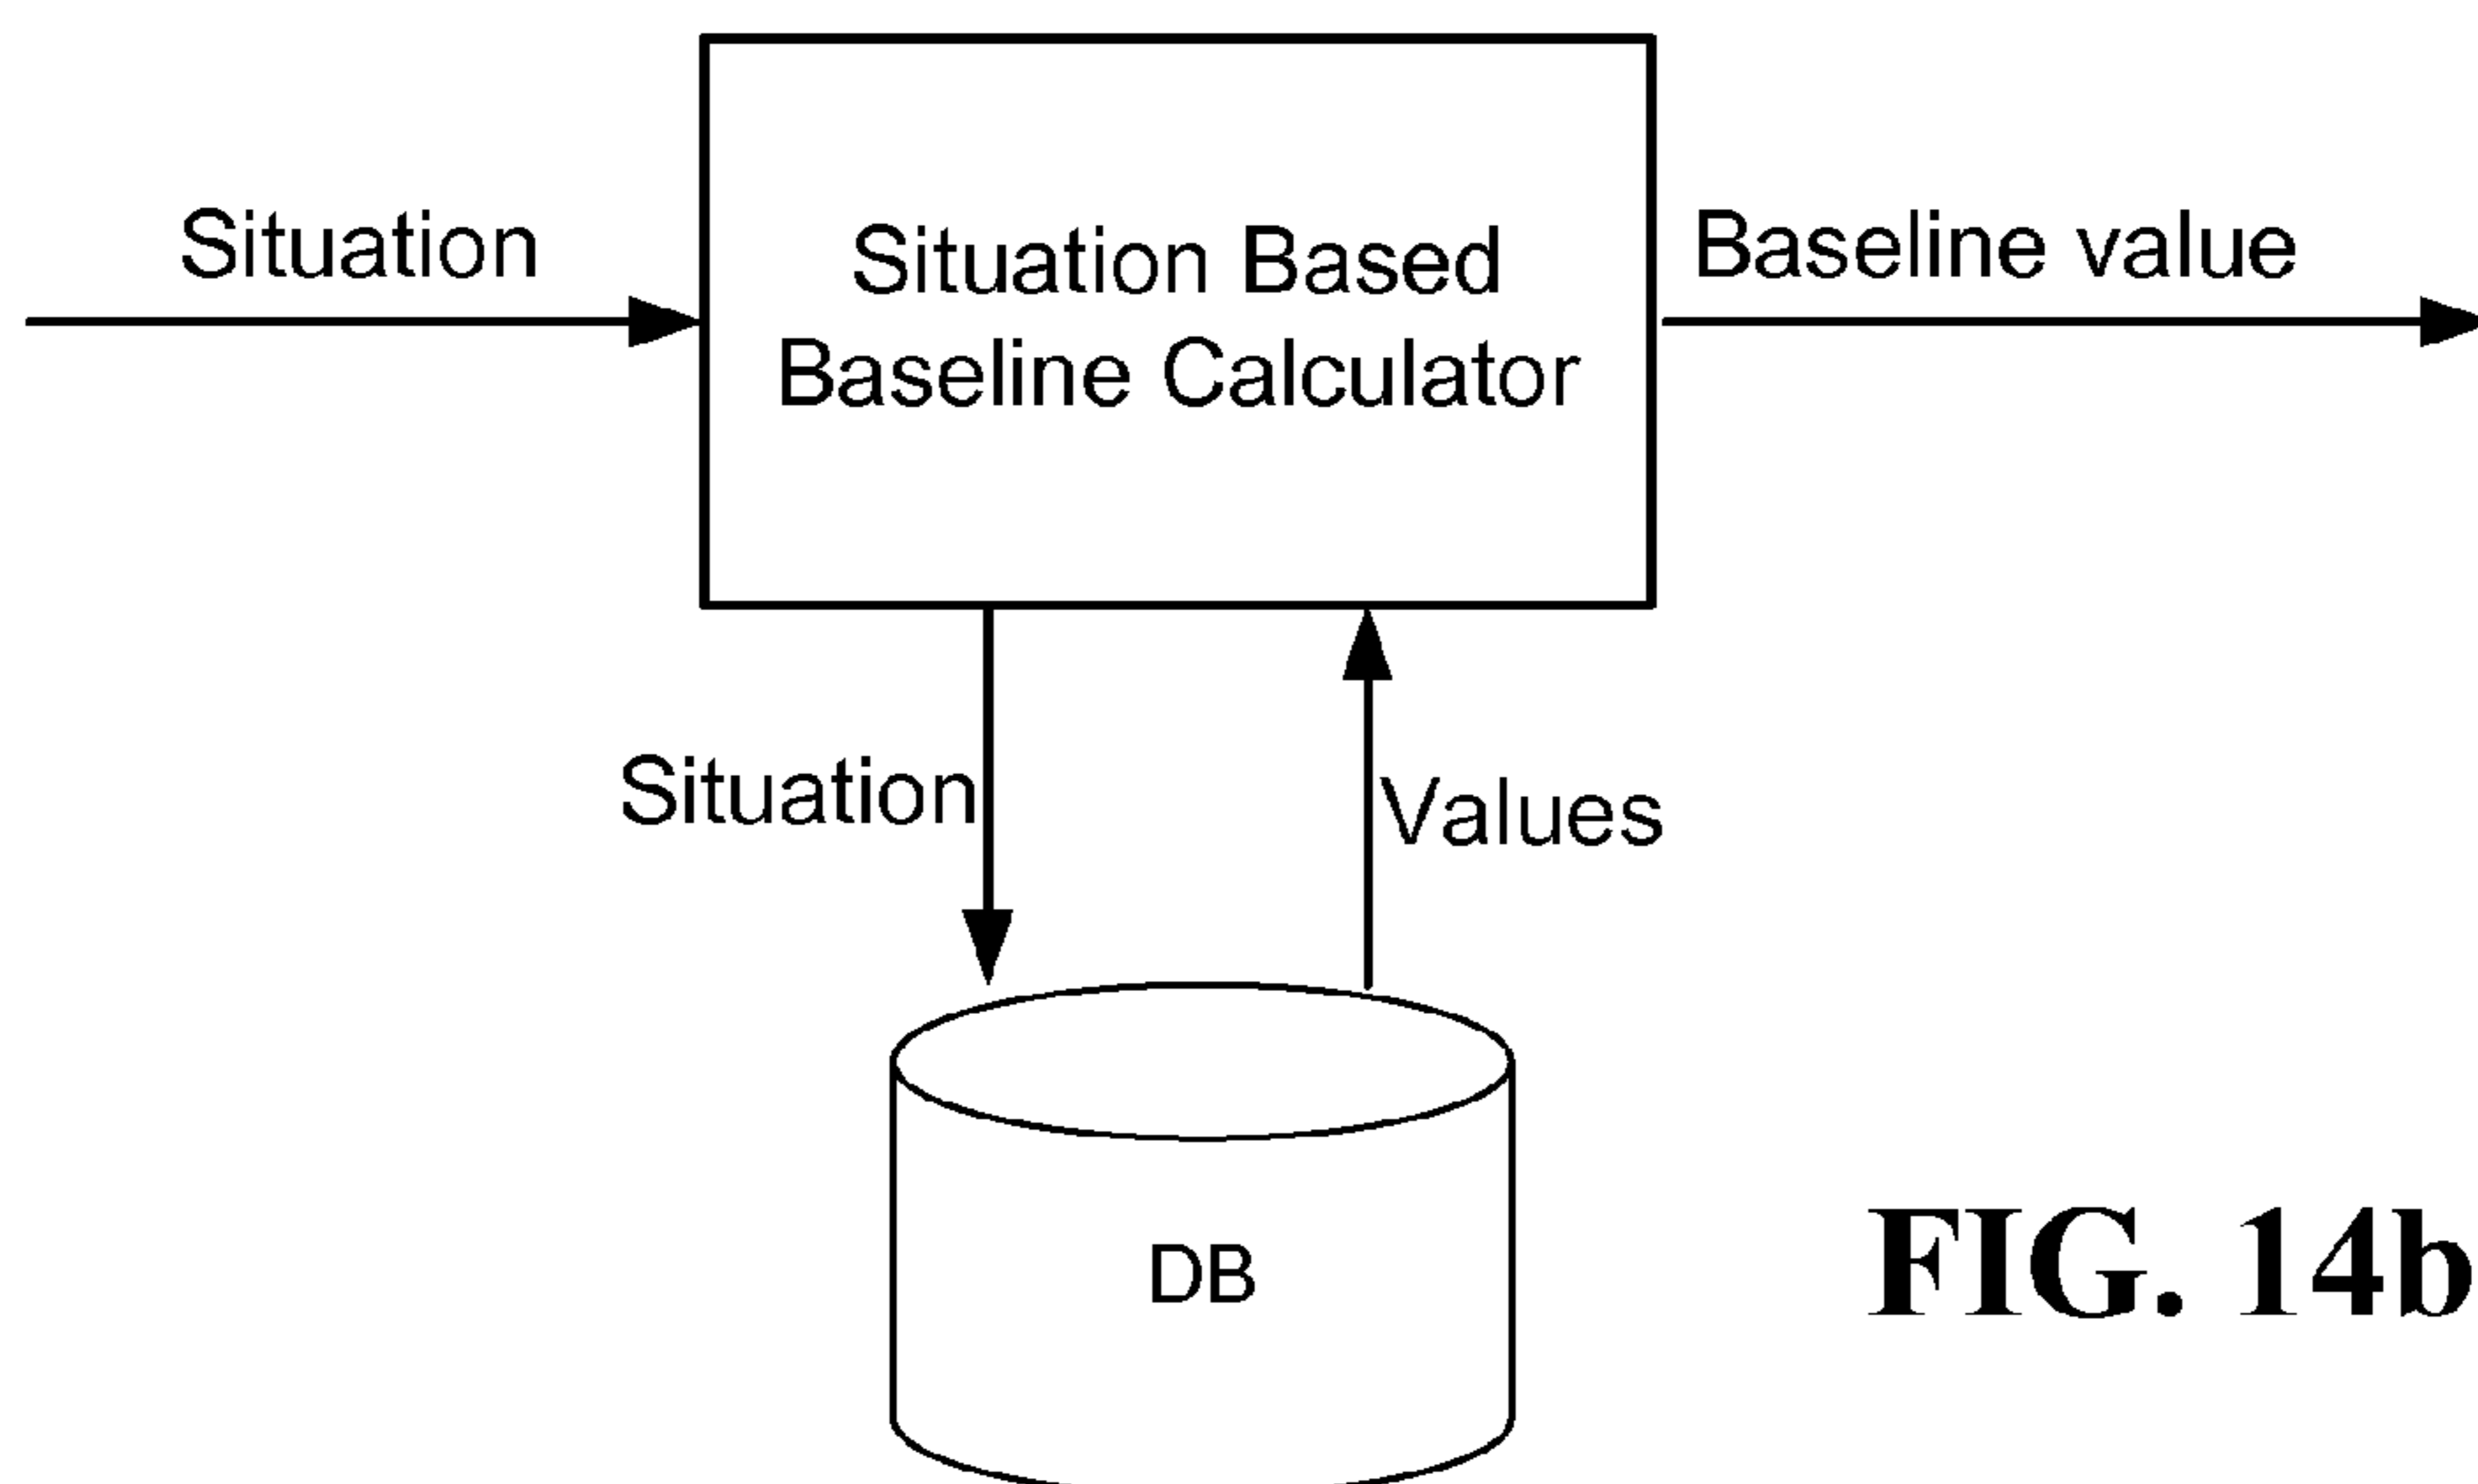 Situation
Situation Based
Baseline Calculator
Baseline value
Situation
Values
DB
FIG. 14b